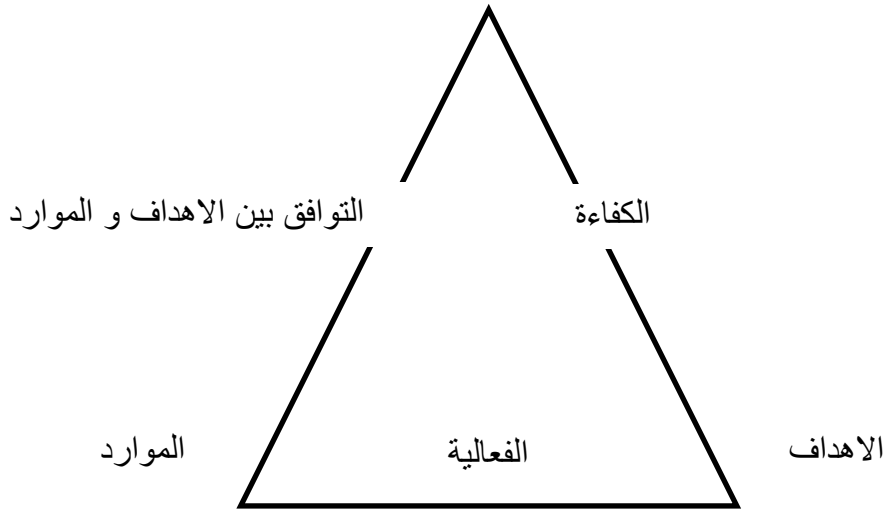 الكفاءة
التوافق بين الاهداف و الموارد
الاهداف
الفعالية
الموارد